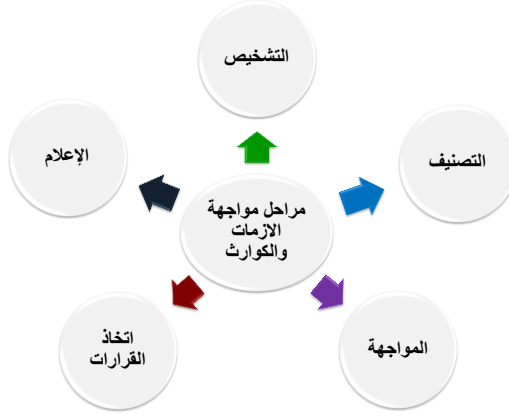 التشخيص
التصنيف
الإعلام
مراحل مواجهة
الازمات
والكوارث
المواجهة
اتخاذ
القرارات